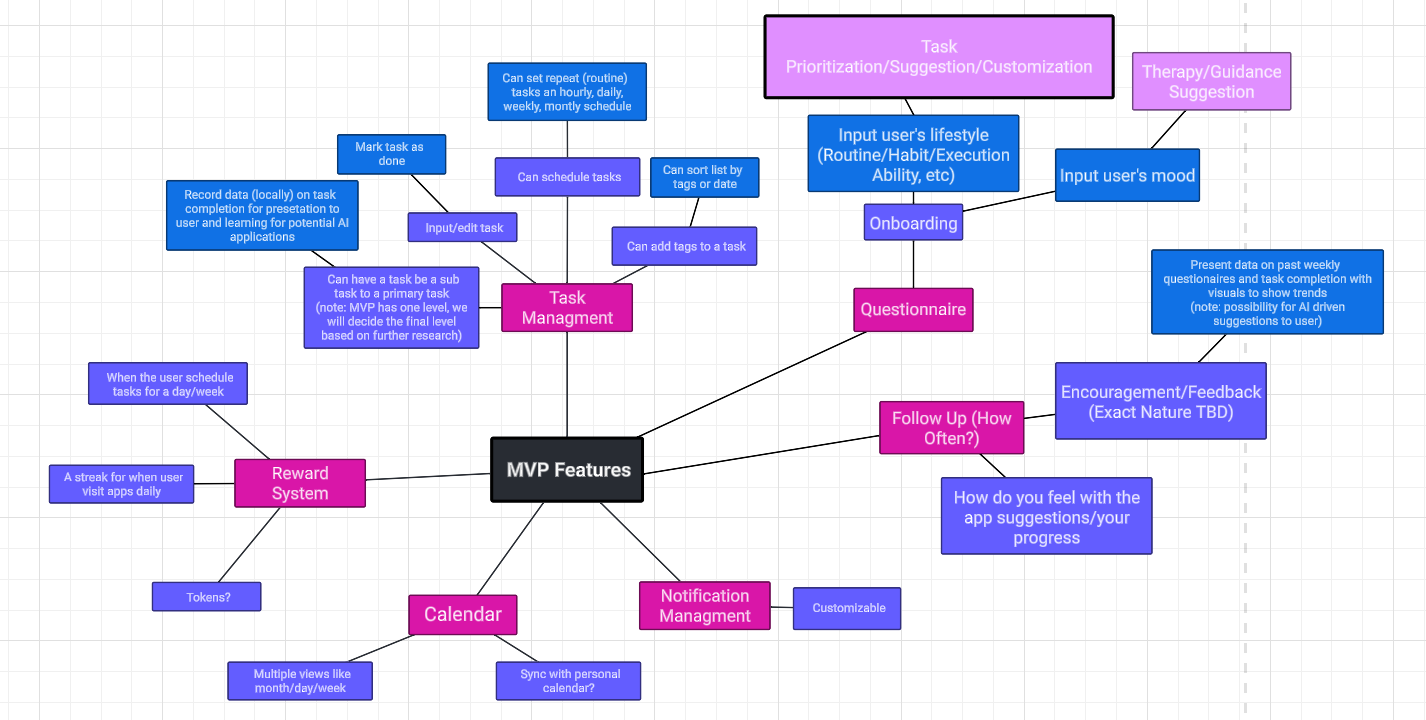 Task
Prioritization/Suggestion/Customization
Therapy/Guidance
Suggestion
Can set repeat (routine)
tasks an hourly, daily,
weekly, montly schedule
Input user's lifestyle
(Routine/Habit/Execution
Ability, etc)
Mark task as
done
Input user's mood
Can schedule tasks
Can sort list by
tags or date
Record data (locally) on task
completion for presetation to
user and learning for potential AI
applications
Input/edit task
Onboarding
Can add tags to a task
Can have a task be a sub
task to a primary task
(note: MVP has one level, we
will decide the final level
based on further research)
Task
Managment
Questionnaire
Present data on past weekly
questionaires and task completion with
visuals to show trends
(note: possibility for AI driven
suggestions to user)
When the user schedule
tasks for a day/week
Encouragement/Feedback
(Exact Nature TBD)
Follow Up (How
Often?)
MVP Features
Reward
System
A streak for when user
visit apps daily
How do you feel with the
app suggestions/your
progress
Tokens?
Calendar
Notification
Managment
Customizable
Multiple views like
month/day/week
Sync with personal
calendar?